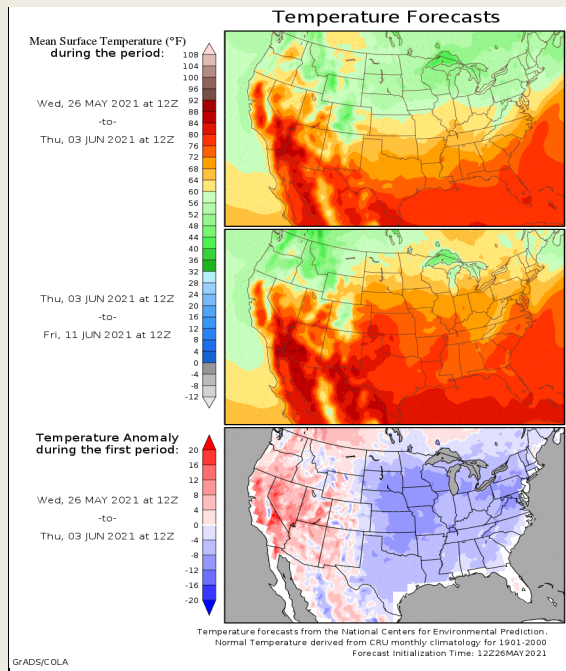 Temperature Forecasts
Mean Surface Temperature (°F)
during the period:
Wed, 26 MAY 2021 at 12Z
-to-
Thu, 03 JUN 2021 at 12Z
108
104
100
96
92
88
84
80
76
72
68
64
60
56
52
48
44
40
36
32
28
24
20
16
12
8
4
0
-4
-8
-12
Thu, 03 JUN 2021 at 12Z
-to-
Fri, 11 JUN 2021 at 12Z
Temperature Anomaly
during the first period:
Wed, 26 MAY 2021 at 12Z
-to-
Thu, 03 JUN 2021 at 12Z
20
16
12
8
4
0
-4
-8
-12
-16
-20
Temperature forecasts from the National Centers for Environmental Prediction.
Normal Temperature derived from CRU monthly climatology for 1901-2000
Forecast Initialization Time: 12Z26MAY2021
GrADS/COLA